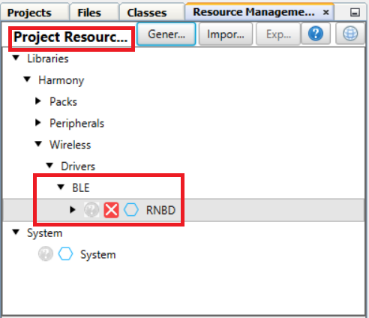 Projects Files Classes Resource Manageme... ×
Project Resourc... Gener... Impor... Exp... ?
Libraries
Harmony
Packs
Peripherals
Wireless
Drivers
BLE
? RNBD
System
? System